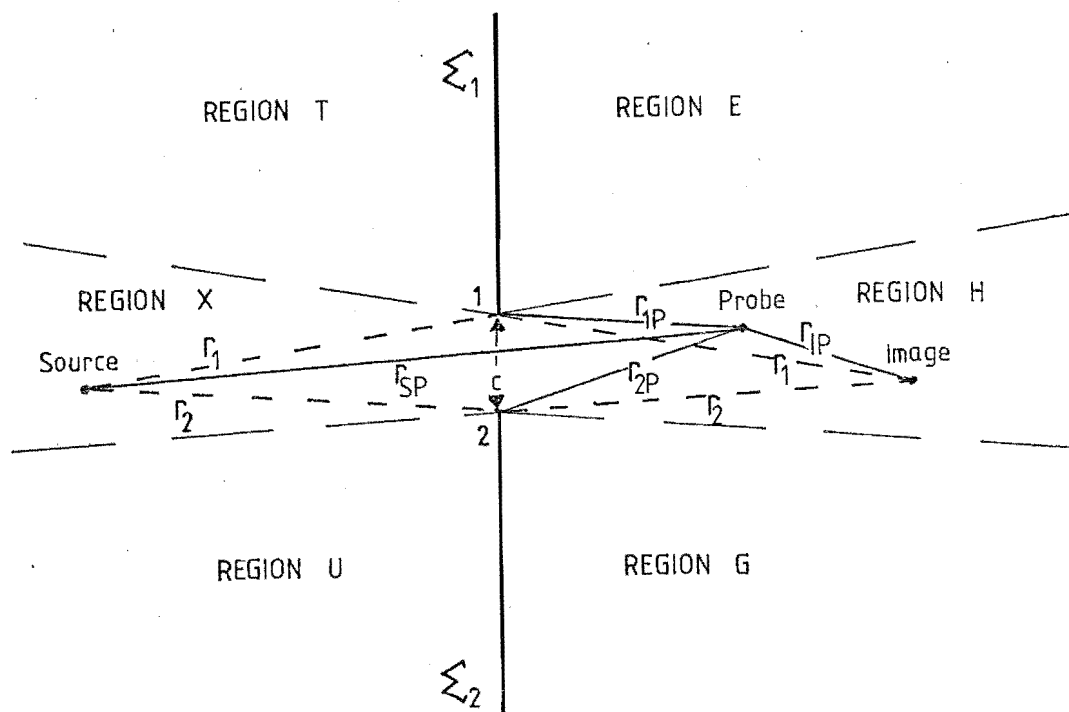 Σ1
REGION T
REGION E
REGION X
1
r1P
Probe
REGION H
rIP
Source
r1
rSP
c
r2P
r1
image
r2
r2
2
REGION U
REGION G
Σ2